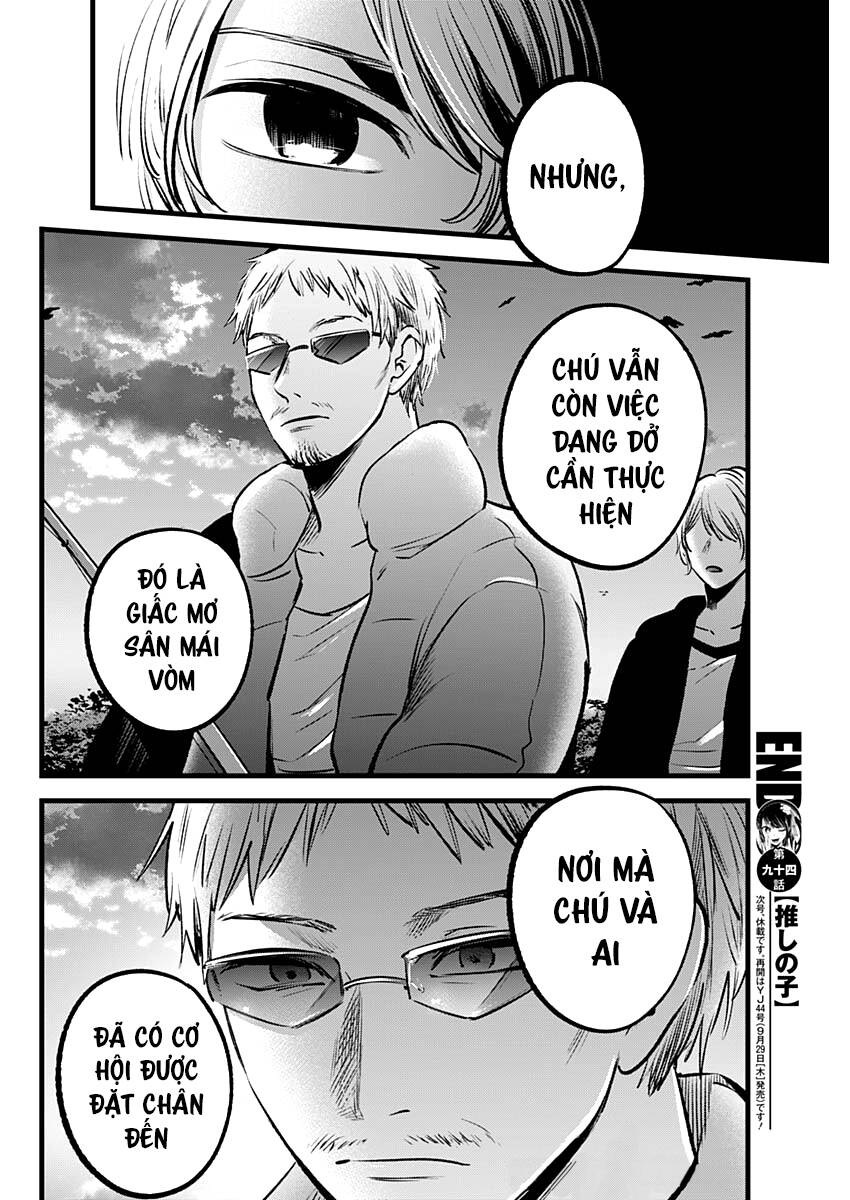 NHƯNG,
CHÚ VẪN
CÒN VIỆC
DANG DỞ
CẦN THỰC
HIỆN
ĐÓ LÀ
GIẤC MƠ
SÂN MÁI
VÒM
NƠI MÀ
CHÚ VÀ
AI
ĐÃ CÓ CƠ
HỘI ĐƯỢC
ĐẶT CHÂN
ĐẾN
END
第
九十四
話
【推しの子】
次号、休載です。再開はYJ44号(9月29日[木]発売)です!